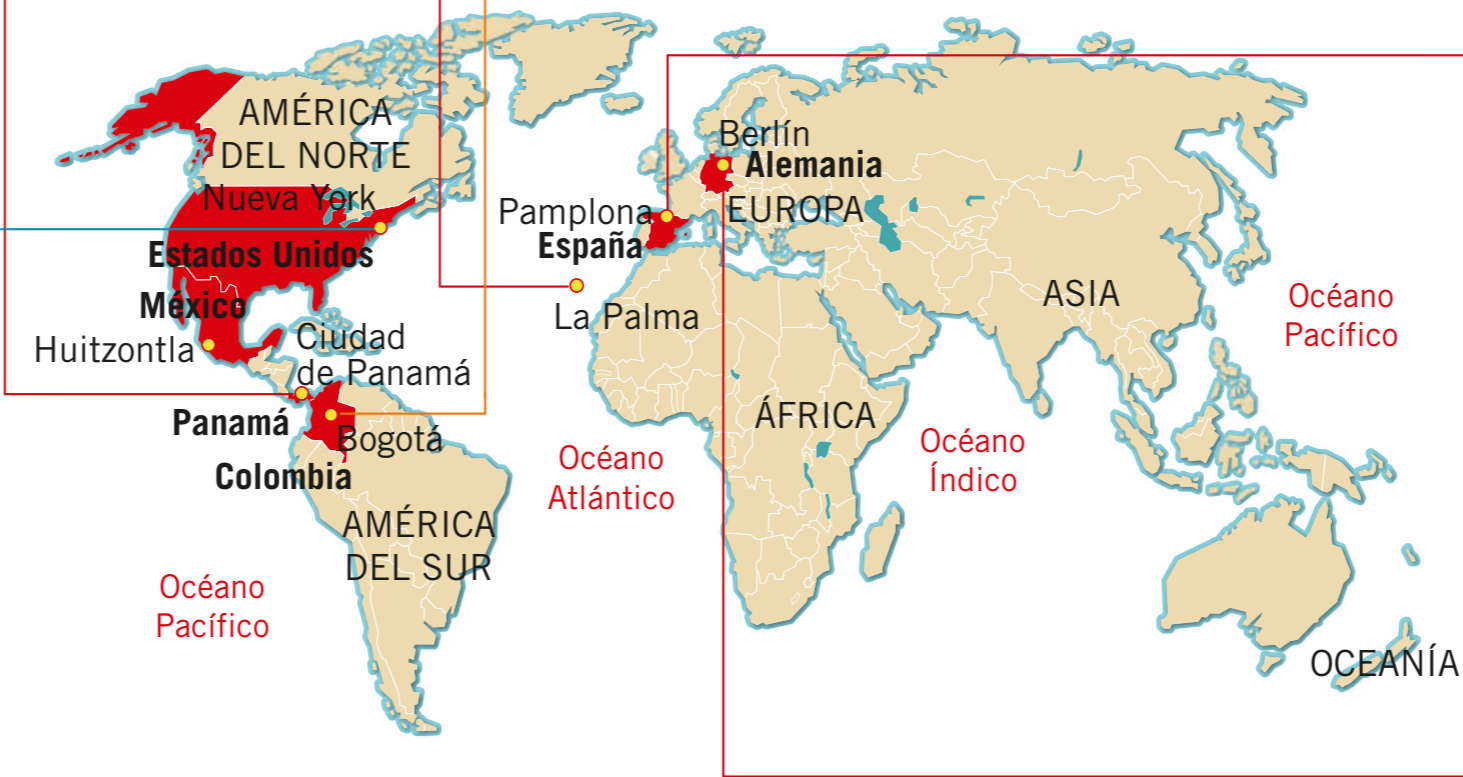 AMÉRICA
DEL NORTE
Nueva York
Estados Unidos
México
Huitzontla
Ciudad
de Panamá
Panamá
Bogotá
Colombia
AMÉRICA
DEL SUR
Océano
Pacífico
Berlín
Alemania
EUROPA
Pamplona
España
La Palma
Océano
Atlántico
ÁFRICA
Océano
Índico
ASIA
Océano
Pacífico
OCEANÍA